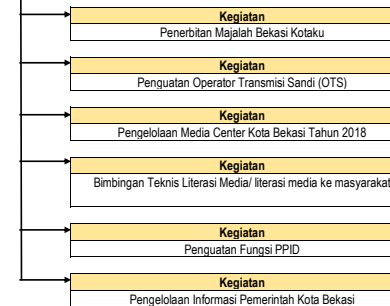 Kegiatan
Penerbitan Majalah Bekasi Kotaku
Kegiatan
Penguatan Operator Transmisi Sandi (OTS)
Kegiatan
Pengelolaan Media Center Kota Bekasi Tahun 2018
Kegiatan
Bimbingan Teknis Literasi Media/ literasi media ke masyarakat
Kegiatan
Penguatan Fungsi PPID
Kegiatan
Pengelolaan Informasi Pemerintah Kota Bekasi